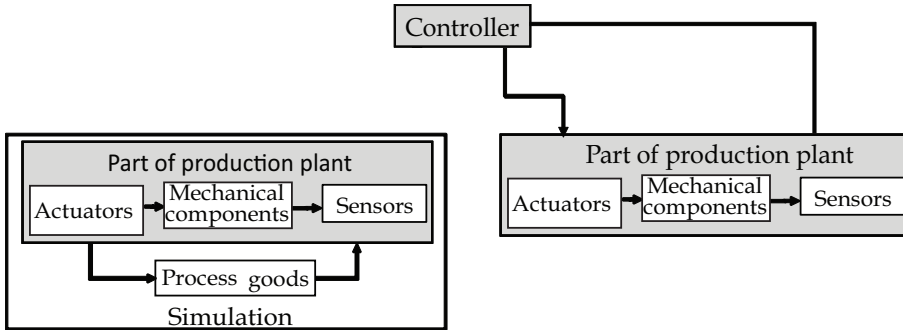 Controller
Part of production plant
Actuators
Mechanical
components
Sensors
Process goods
Simulation
Part of production plant
Actuators
Mechanical
components
Sensors